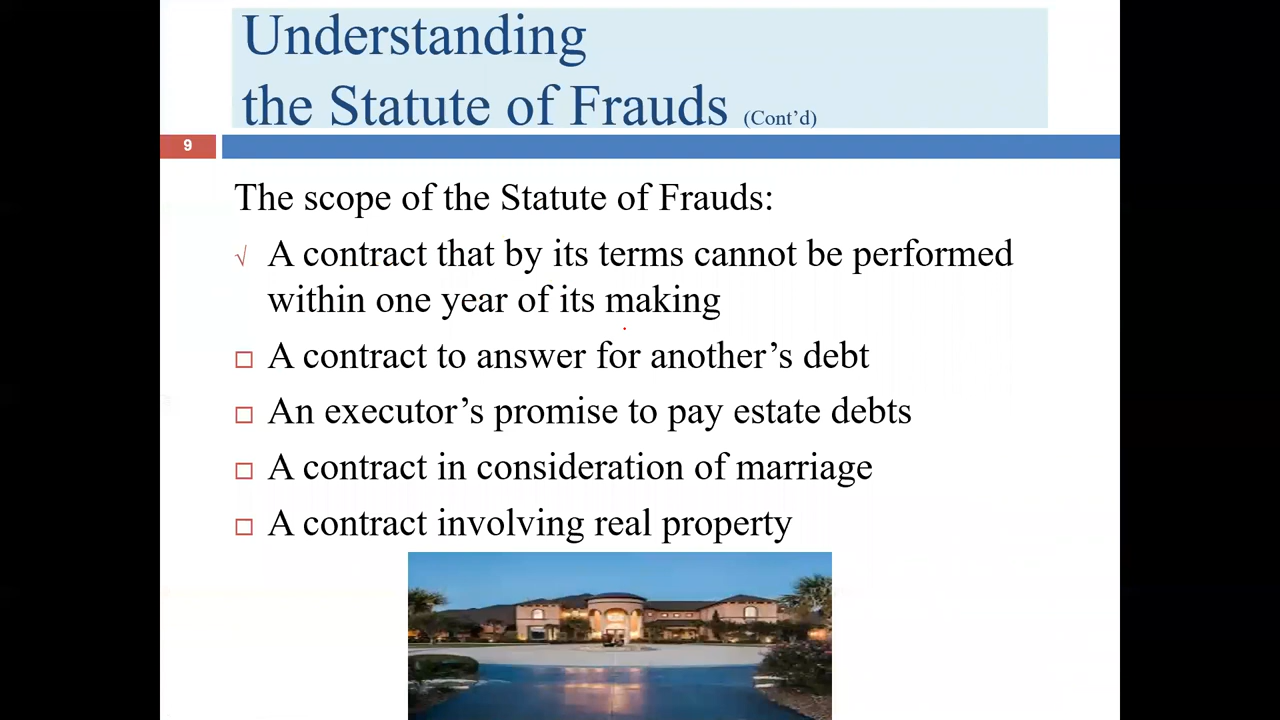 Understanding
the Statute of Frauds (Cont’d)
9
The scope of the Statute of Frauds:
√ A contract that by its terms cannot be performed
within one year of its making
□ A contract to answer for another’s debt
□ An executor’s promise to pay estate debts
□ A contract in consideration of marriage
□ A contract involving real property